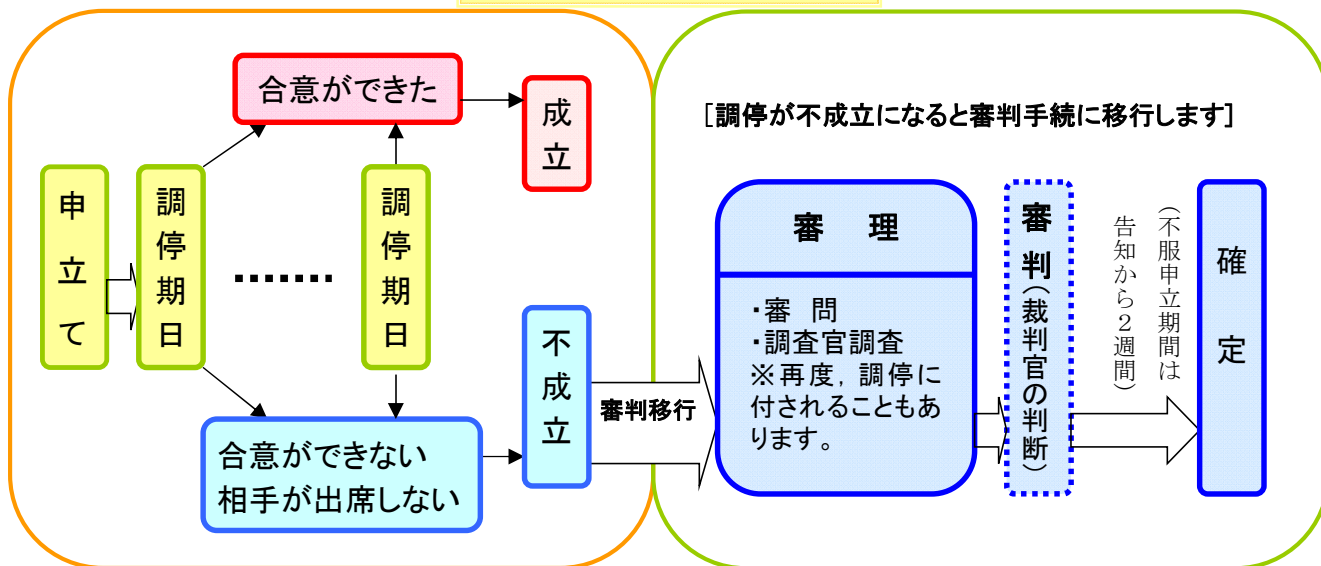 合意ができた
成立
申立て
調停期日
………
調停期日
不成立
合意ができない
相手が出席しない
審判移行
[調停が不成立になると審判手続に移行します]
審　理
・審　問
・調査官調査
※再度，調停に
付されることもあ
ります。
審判(裁判官の判断)
(不服申立期間は
告知から２週間)
確定